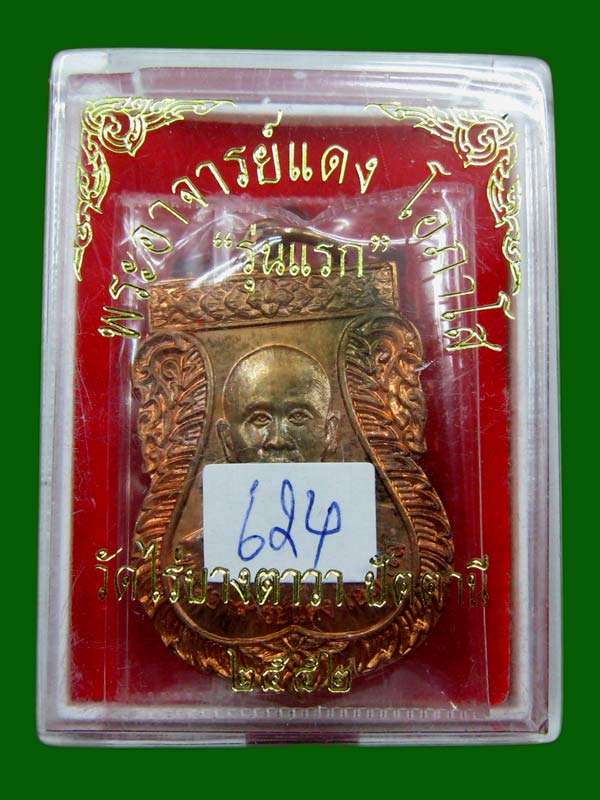 พระอาจารย์แดง โอภาโส
"รุ่นแรก"
624
วัดไร่บางตาวา ปัตตานี
๒๕๕๒